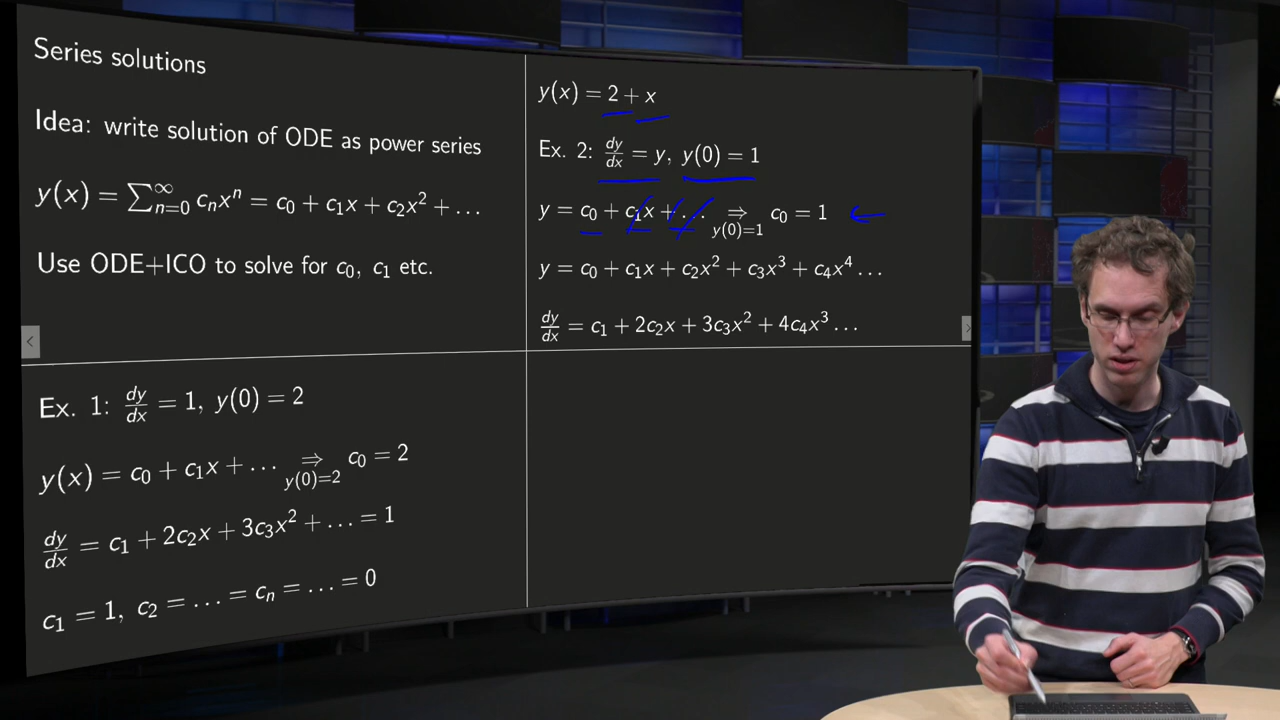 Series solutions
Idea: write solution of ODE as power series
y(x) = ∑_{n=0}^{∞} c_n x^n = c_0 + c_1x + c_2x^2 + …
Use ODE+ICO to solve for c_0, c_1 etc.
Ex. 1: dy/dx = 1, y(0) = 2
y(x) = c_0 + c_1x + … ⇒_{y(0)=2} c_0 = 2
dy/dx = c_1 + 2c_2x + 3c_3x^2 + … = 1
c_1 = 1, c_2 = … = c_n = … = 0
y(x) = 2 + x
Ex. 2: dy/dx = y, y(0) = 1
y = c_0 + c_1x + … ⇒_{y(0)=1} c_0 = 1
y = c_0 + c_1x + c_2x^2 + c_3x^3 + c_4x^4 …
dy/dx = c_1 + 2c_2x + 3c_3x^2 + 4c_4x^3 …